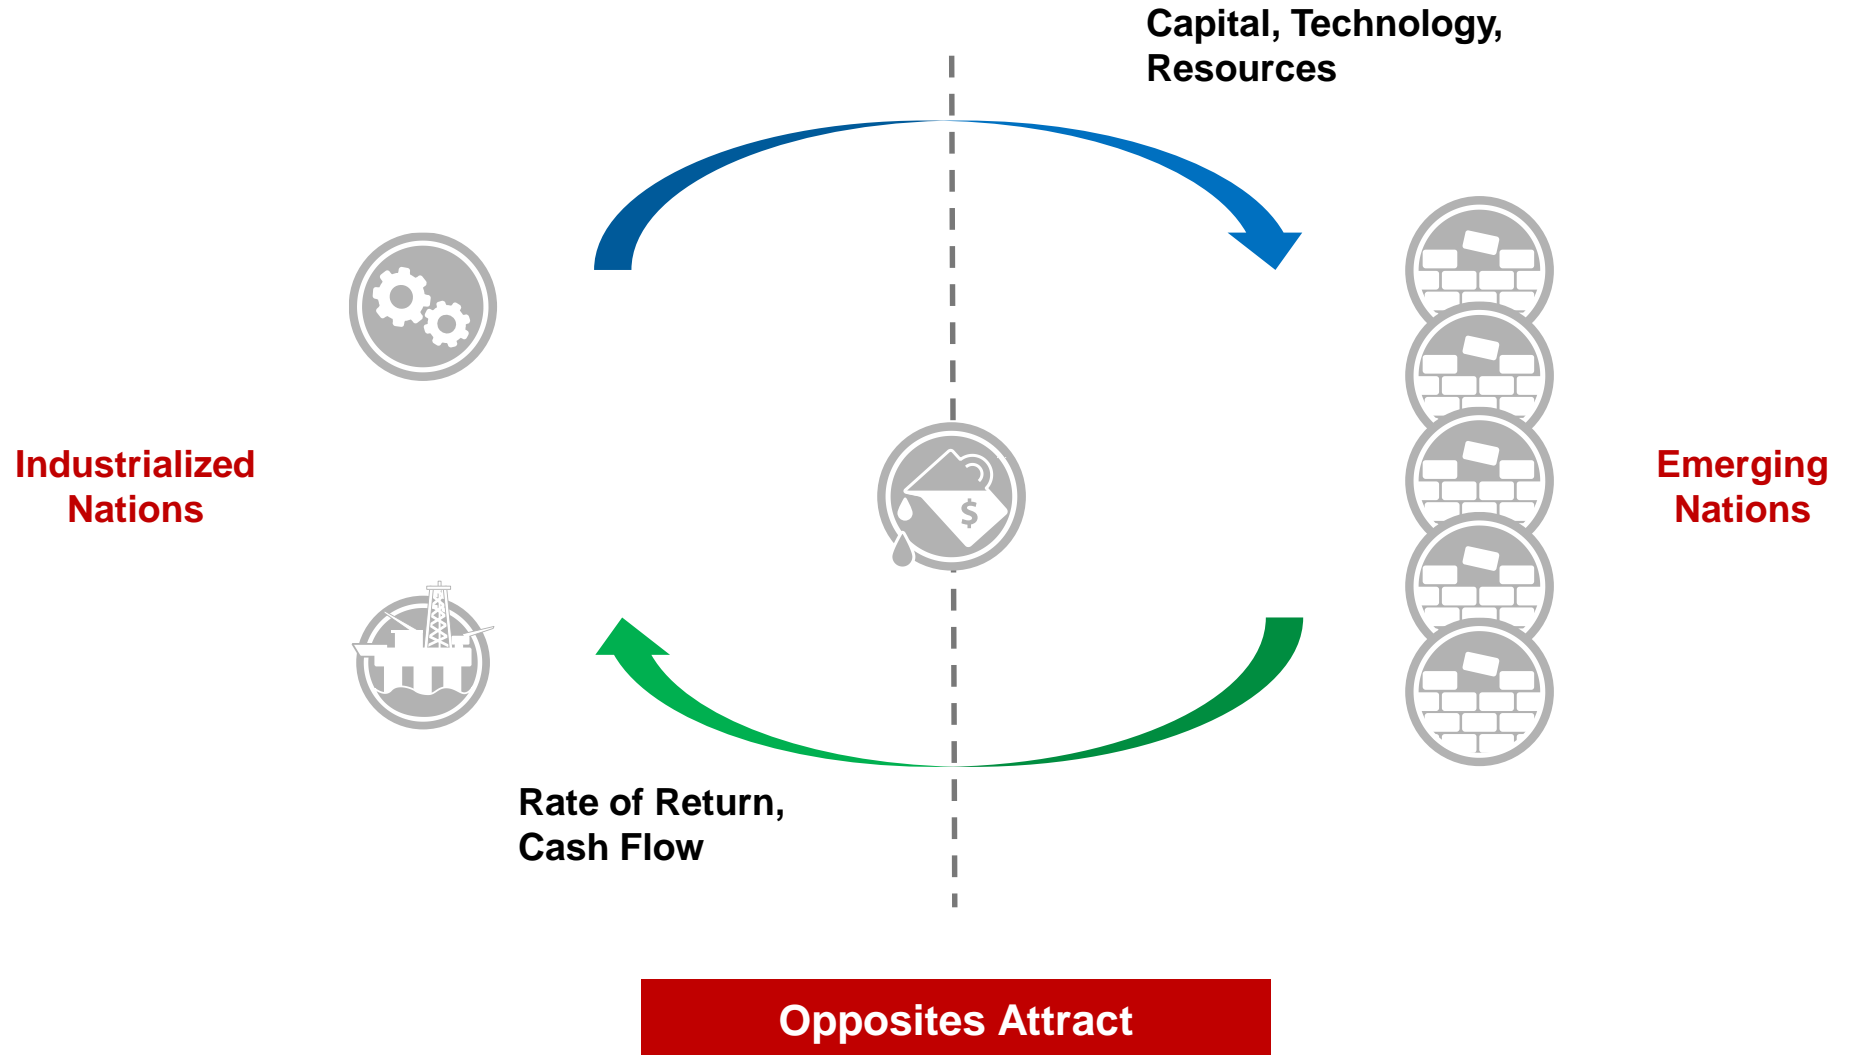 Capital, Technology,
Resources
Industrialized
Nations
$
Emerging
Nations
Rate of Return,
Cash Flow
Opposites Attract